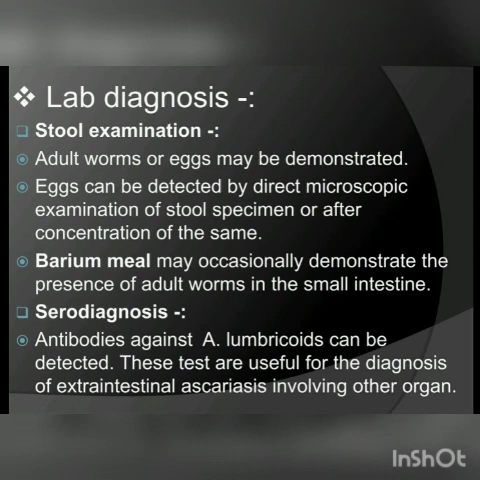 ❖ Lab diagnosis -:
❑ Stool examination -:
Adult worms or eggs may be demonstrated.
Eggs can be detected by direct microscopic
examination of stool specimen or after
concentration of the same.
Barium meal may occasionally demonstrate the
presence of adult worms in the small intestine.
❑ Serodiagnosis -:
Antibodies against A. lumbricoids can be
detected. These test are useful for the diagnosis
of extraintestinal ascariasis involving other organ.
InShOt